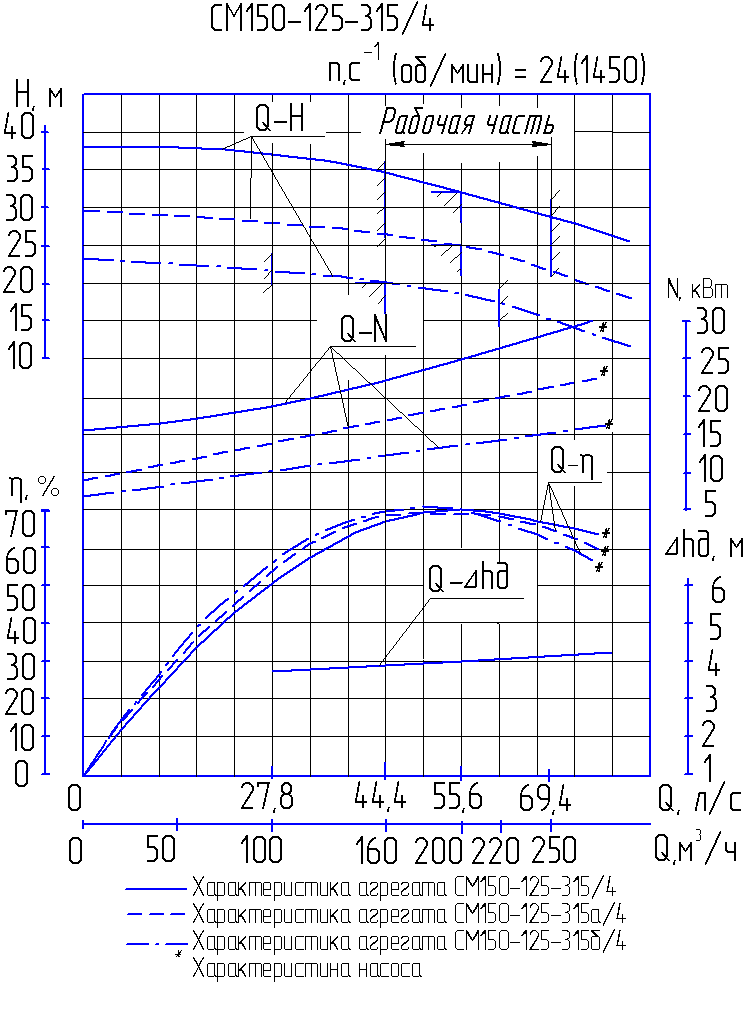 СМ150-125-315/4
n,с⁻¹ (об/мин) = 24(1450)
H, м
Q-H
Рабочая часть
40
35
30
25
20
15
10
N, кВт
30
25
20
15
10
5
Q-N
Q-η
η, %
70
60
50
40
30
20
10
0
Δhд, м
6
5
4
3
2
1
Q-Δhд
0 27,8 44,4 55,6 69,4 Q, л/с
0 50 100 160 200 220 250 Q,м³/ч
Характеристика агрегата СМ150-125-315/4
Характеристика агрегата СМ150-125-315а/4
Характеристика агрегата СМ150-125-315б/4
* Характеристина насоса